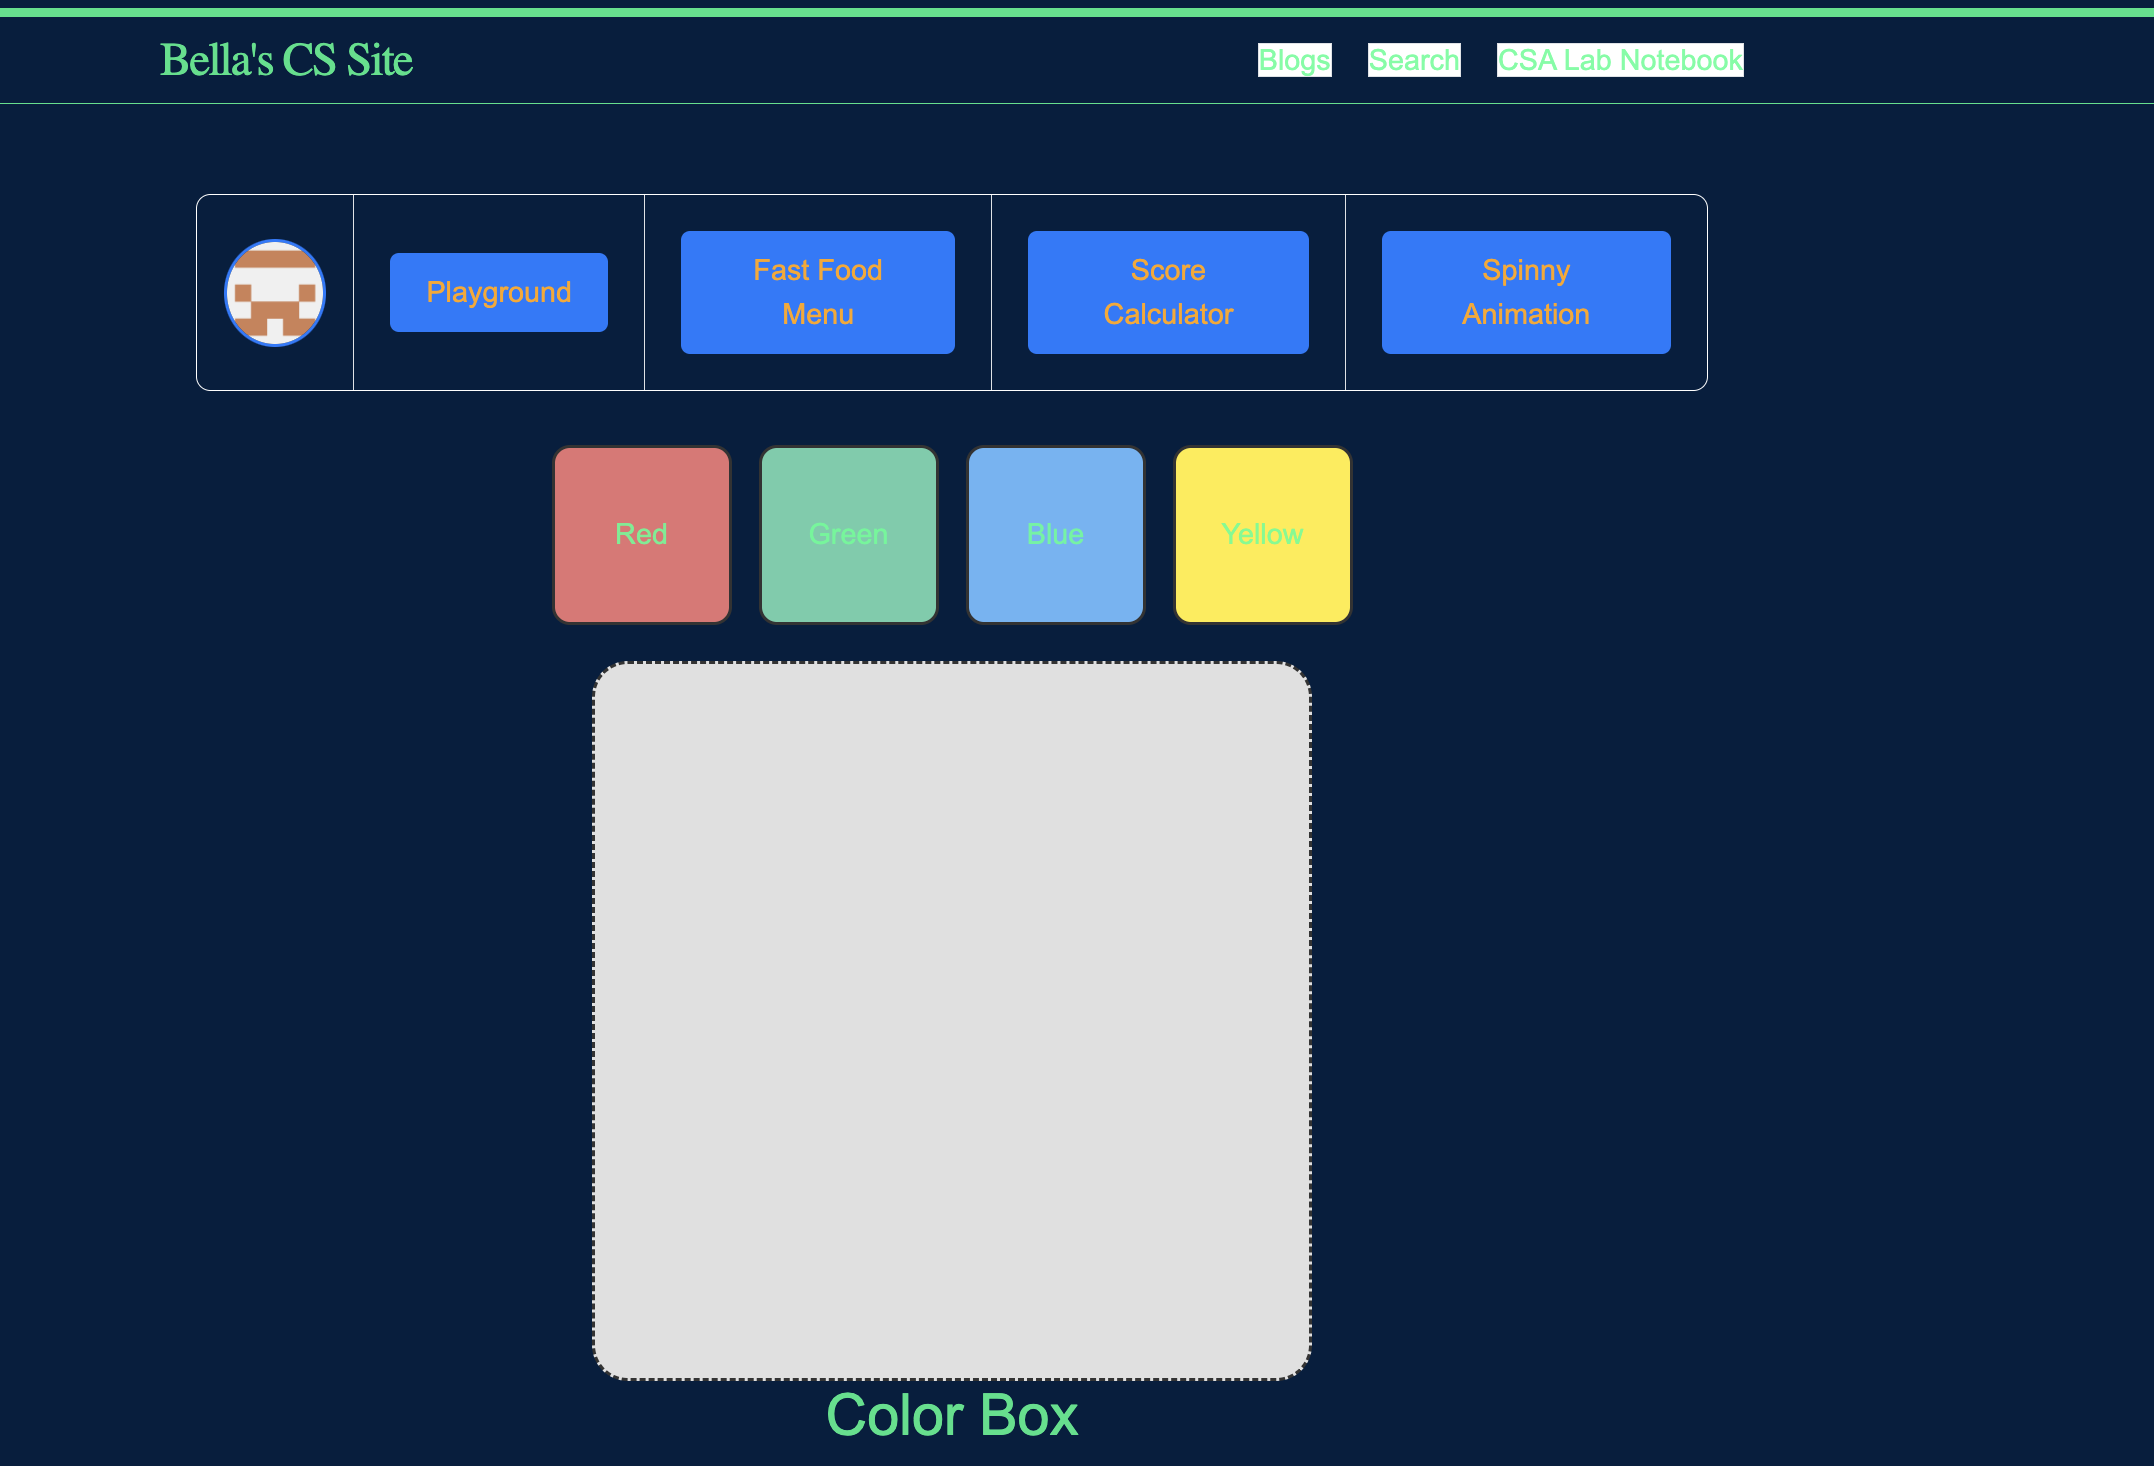 Bella's CS Site
Blogs Search CSA Lab Notebook
Playground
Fast Food
Menu
Score
Calculator
Spinny
Animation
Red
Green
Blue
Yellow
Color Box